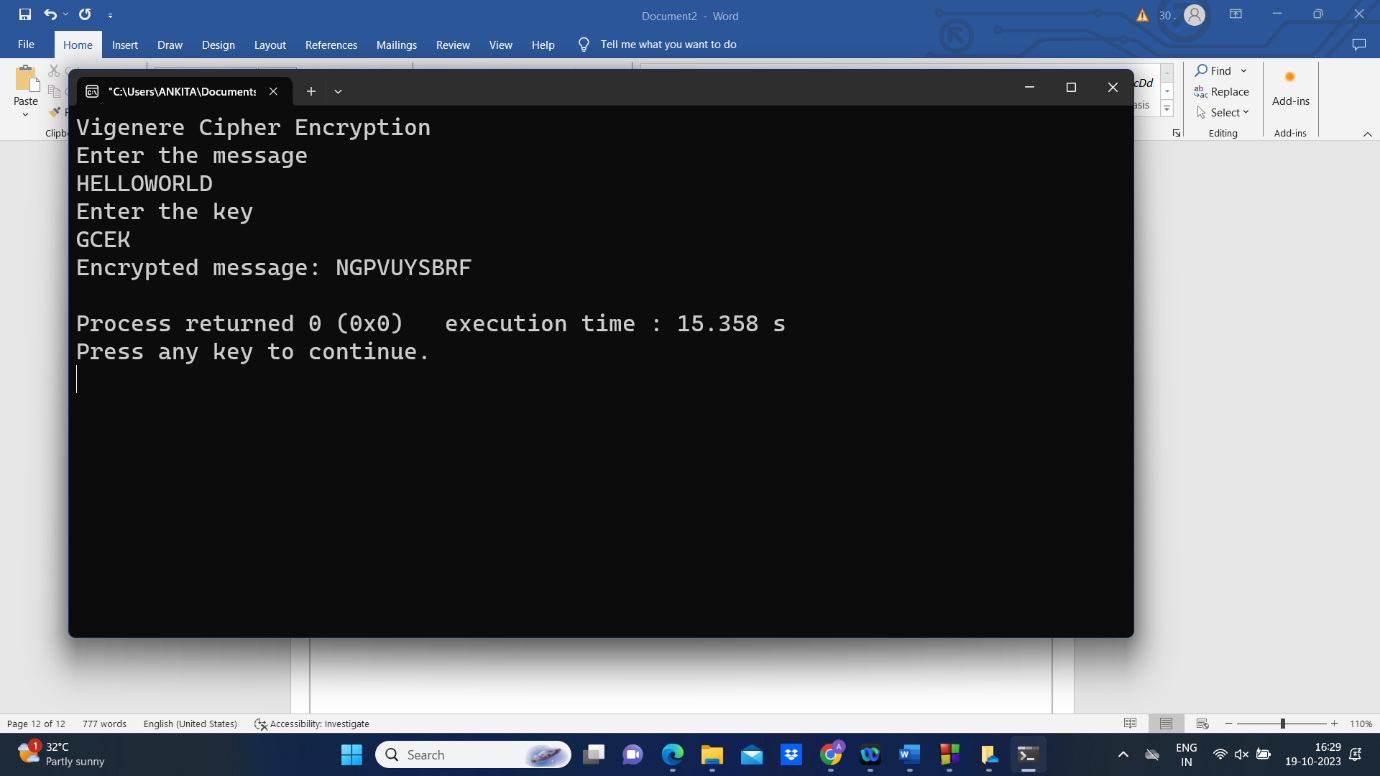 Document2 - Word
30.
File Home Insert Draw Design Layout References Mailings Review View Help Tell me what you want to do
Paste
Find
Replace
Select
Editing
Add-ins
Add-ins
"C:\Users\ANKITA\Documents
Vigenere Cipher Encryption
Enter the message
HELLOWORLD
Enter the key
GCEK
Encrypted message: NGPVUYSBRF
Process returned 0 (0x0) execution time : 15.358 s
Press any key to continue.
Page 12 of 12 777 words English (United States) Accessibility: Investigate 110%
1
32°C
Partly sunny
Search
A
ENG
IN
16:29
19-10-2023